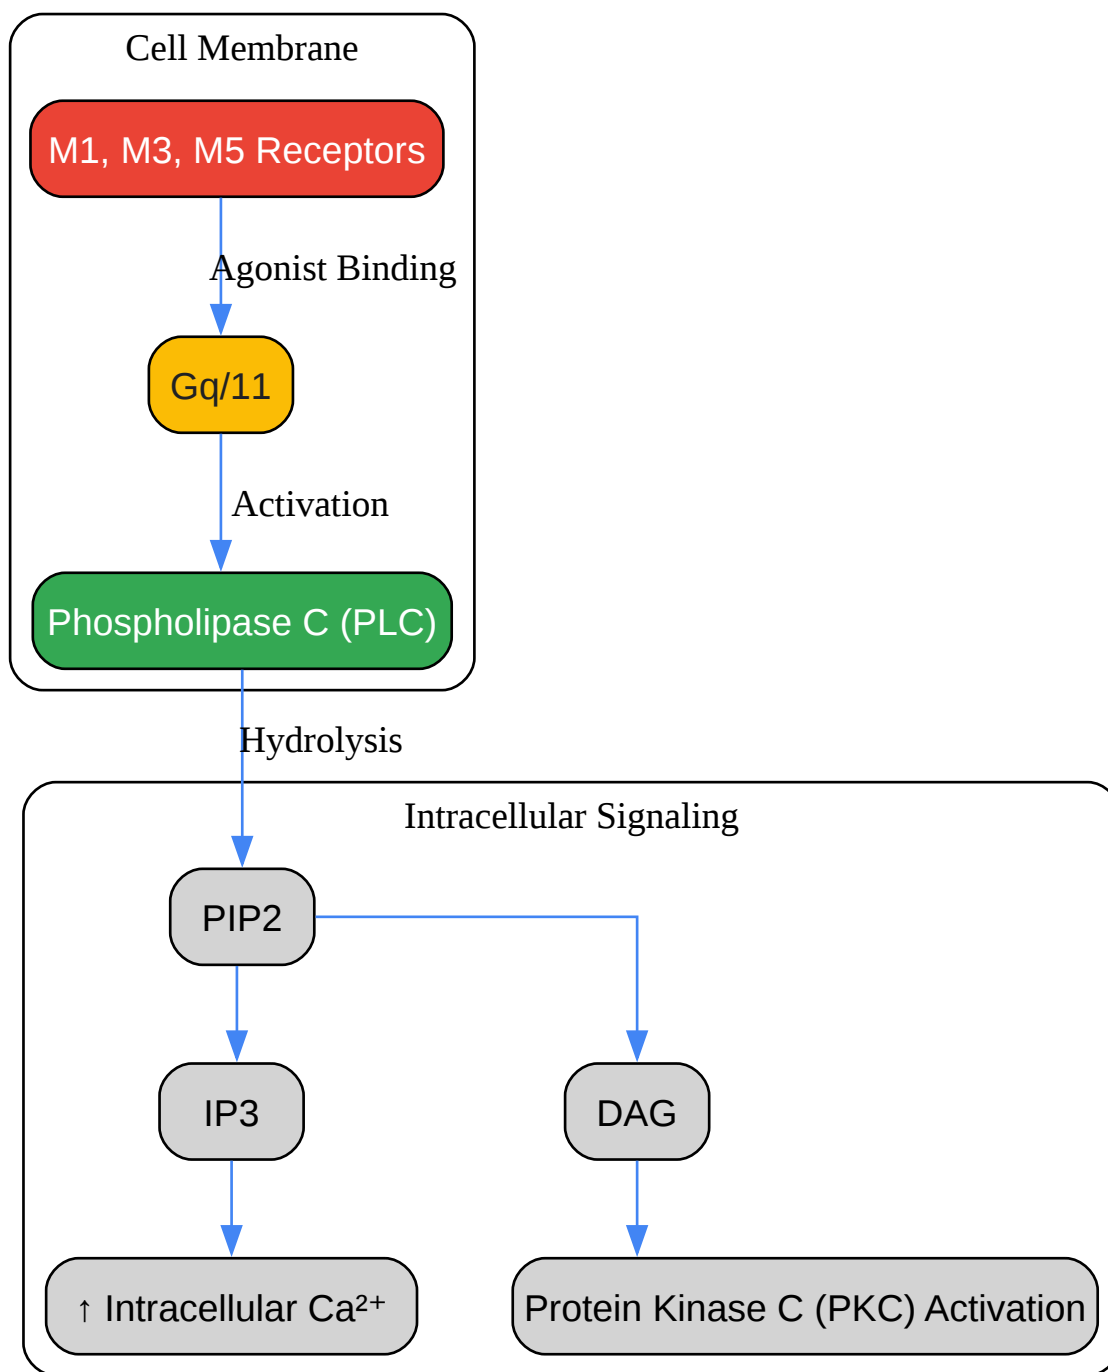 Cell Membrane
M1, M3, M5 Receptors
Agonist Binding
Gq/11
Activation
Phospholipase C (PLC)
Hydrolysis
Intracellular Signaling
PIP2
IP3
DAG
↑ Intracellular Ca²⁺
Protein Kinase C (PKC) Activation